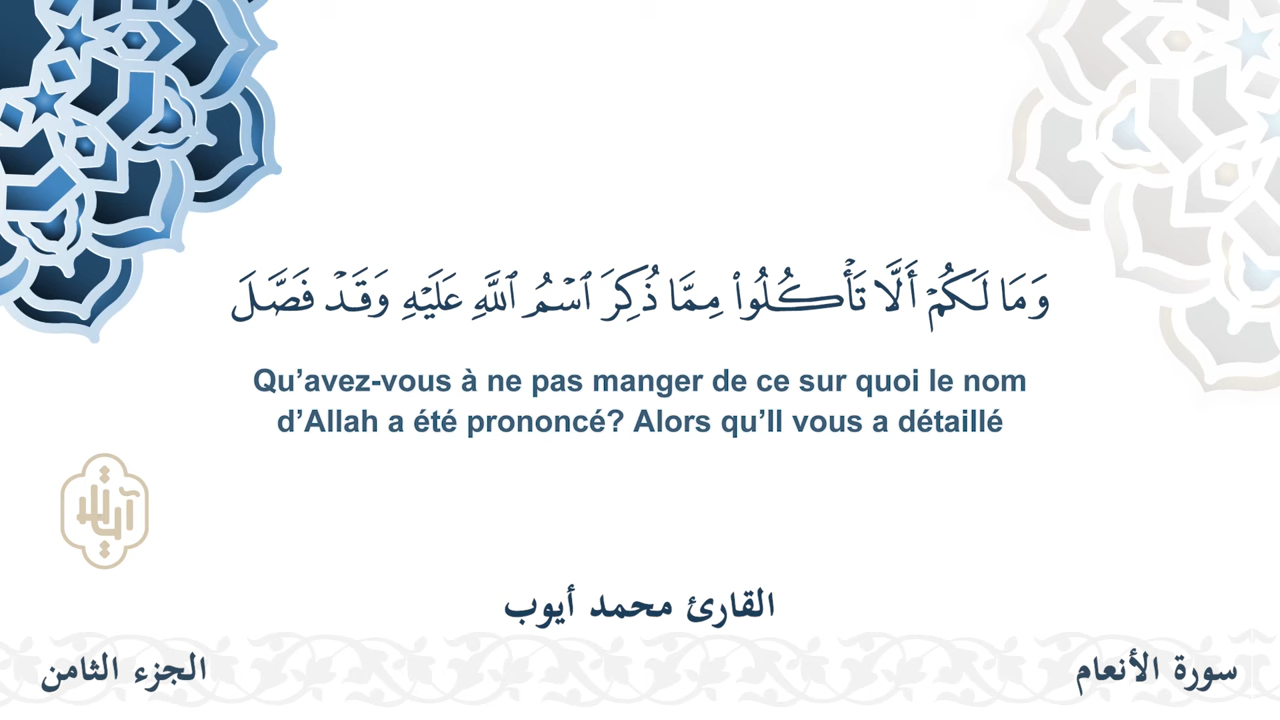 وَمَا لَكُمْ أَلَّا تَأْكُلُوا۟ مِمَّا ذُكِرَ ٱسْمُ ٱللَّهِ عَلَيْهِ وَقَدْ فَصَّلَ
Qu’avez-vous à ne pas manger de ce sur quoi le nom
d’Allah a été prononcé? Alors qu’Il vous a détaillé
القارئ محمد أيوب
سورة الأنعام
الجزء الثامن